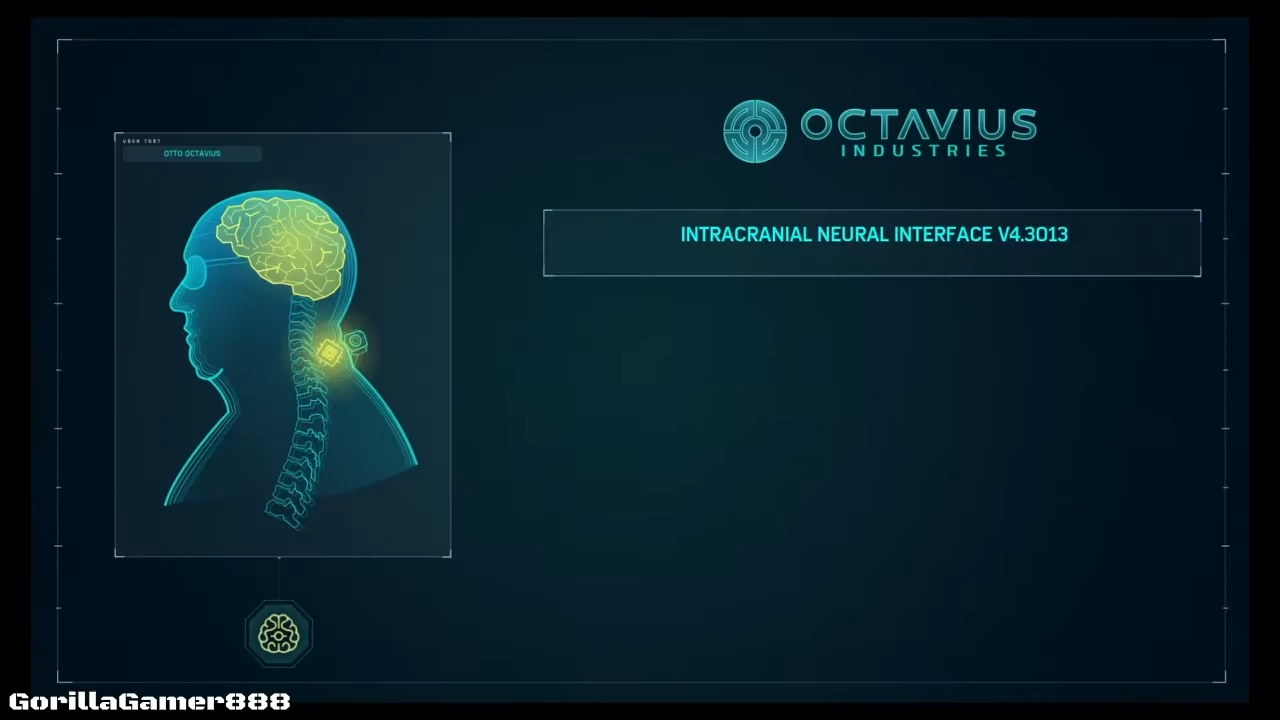 OCTAVIUS
INDUSTRIES
OTTO OCTAVIUS
INTRACRANIAL NEURAL INTERFACE V4.3013
GorillaGamer888